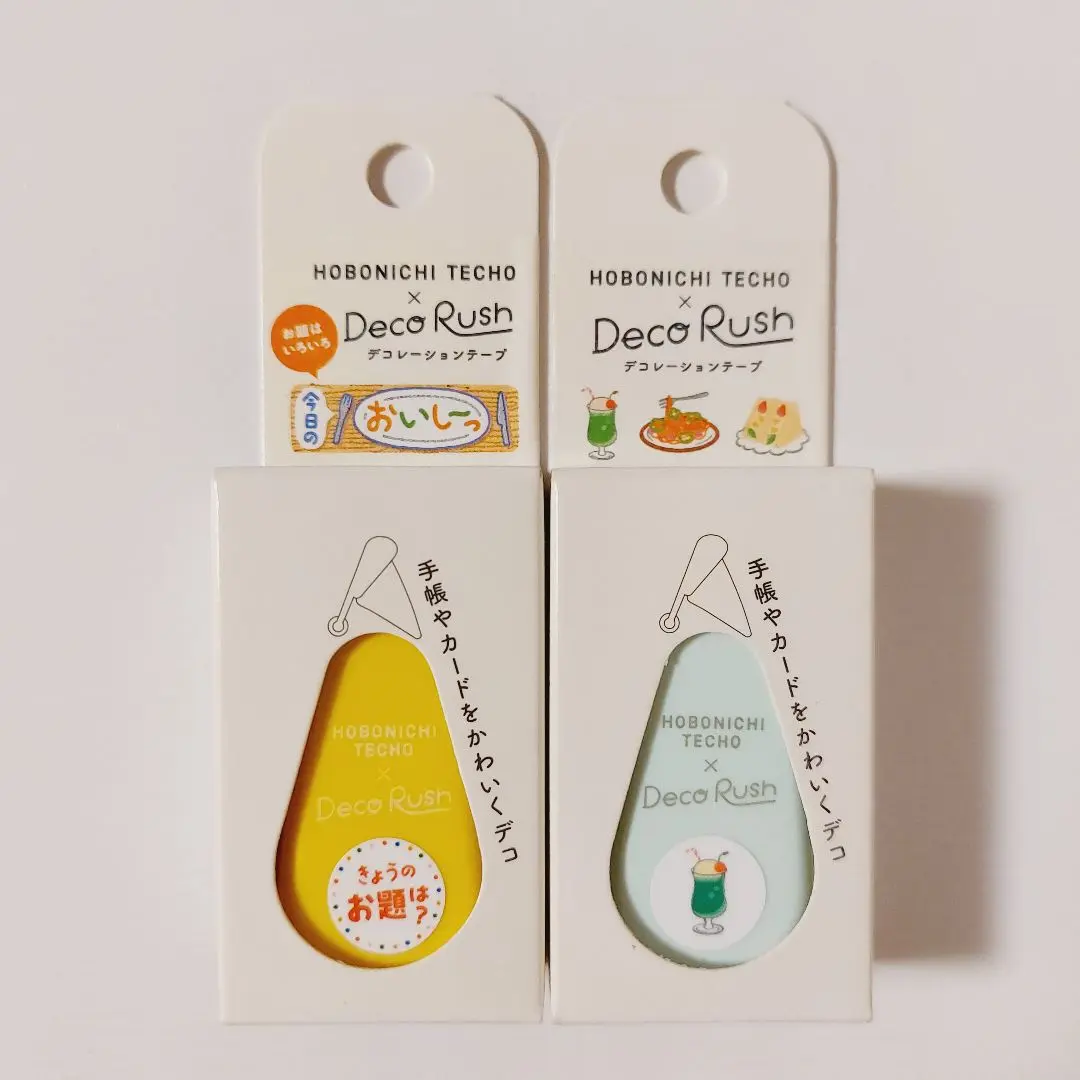 HOBONICHI TECHO
×
Deco Rush
デコレーションテープ
お題は
いろいろ
今日の
おいしーっ
手帳やカードをかわいくデコ
HOBONICHI
TECHO
×
Deco Rush
きょうの
お題は?
HOBONICHI TECHO
×
Deco Rush
デコレーションテープ
手帳やカードをかわいくデコ
HOBONICHI
TECHO
×
Deco Rush